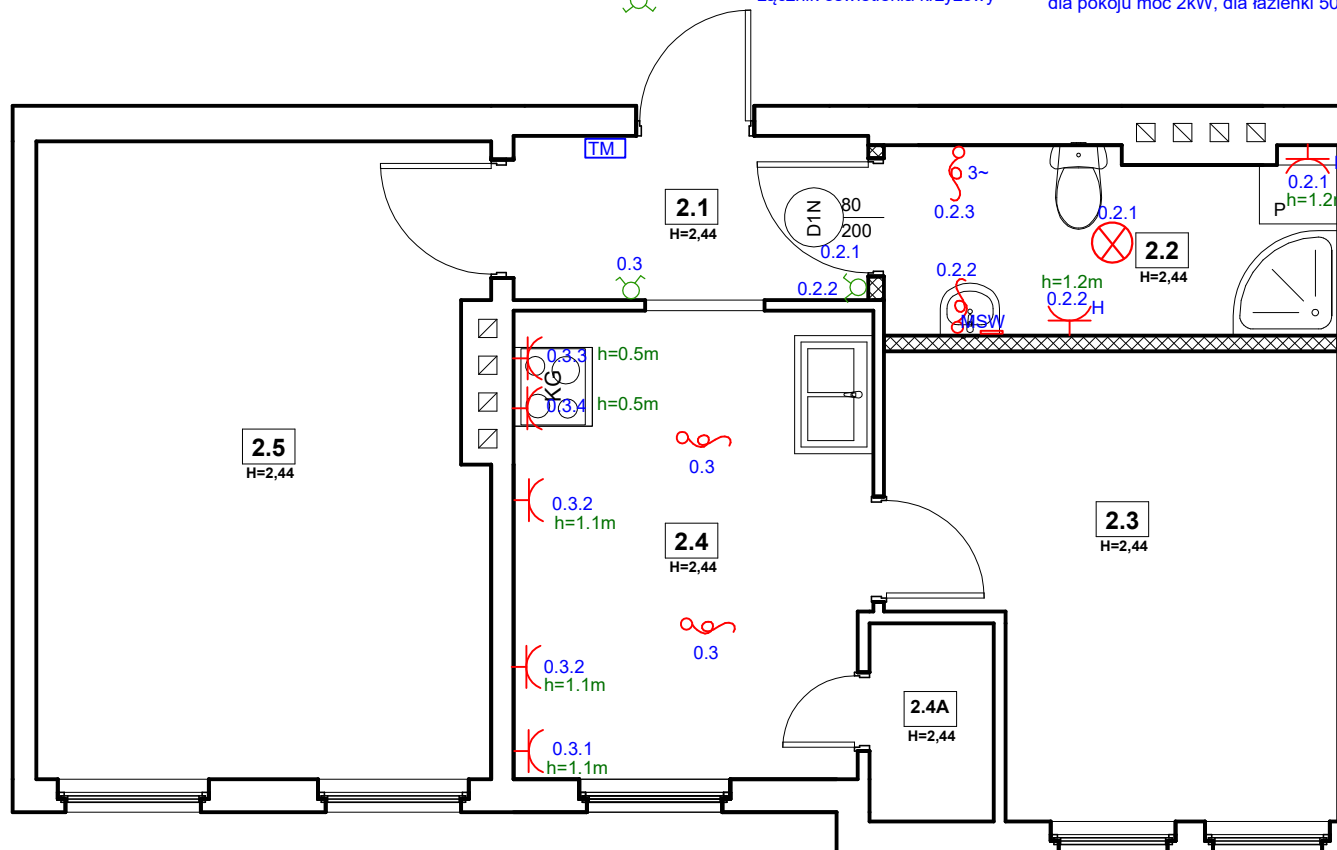 dla pokoju moc 2kW, dla łazienki 50
TM
2.1
H=2,44
D1N
80
200
0.2.1
0.2.2
0.3
3~
0.2.3
0.2.1
2.2
H=2,44
0.2.1
h=1.2m
P
0.2.2
MSW
h=1.2m
0.2.2
H
0.3.3
h=0.5m
KG
0.3.4
h=0.5m
0.3
0.3.2
h=1.1m
2.5
H=2,44
2.4
H=2,44
2.3
H=2,44
0.3
0.3.2
h=1.1m
2.4A
H=2,44
0.3.1
h=1.1m